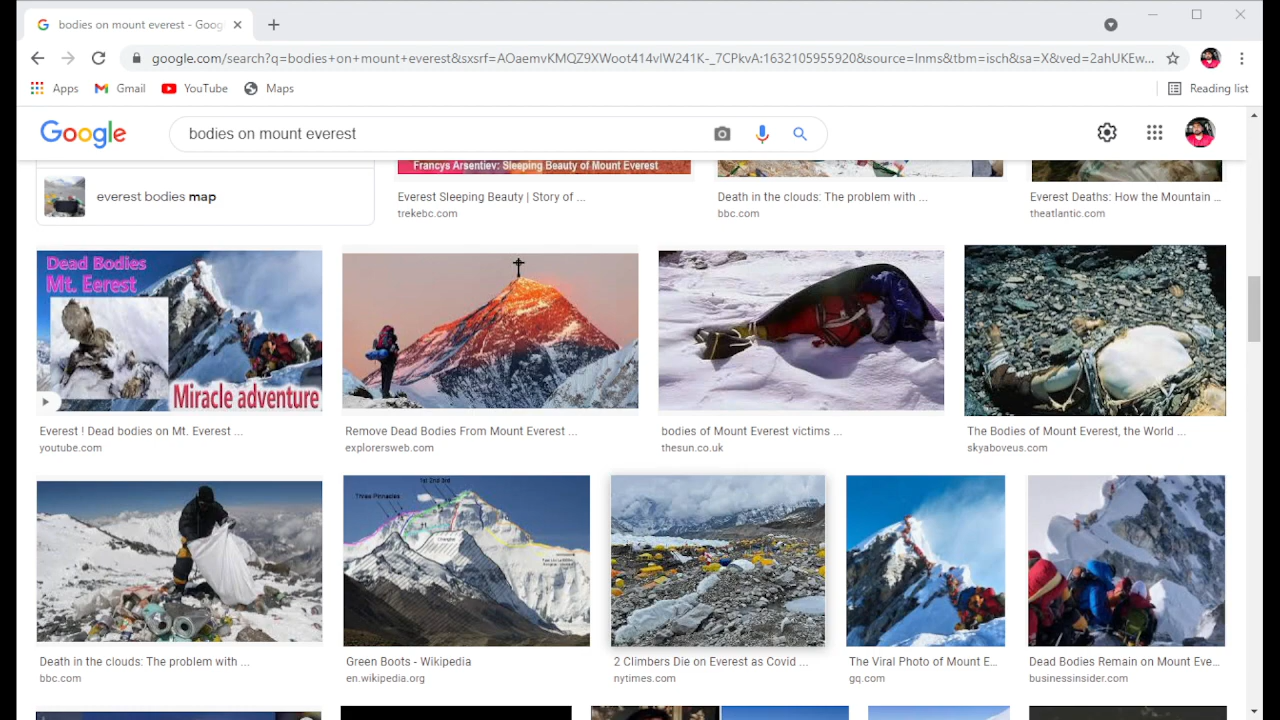 bodies on mount everest - Goog
google.com/search?q=bodies+on+mount+everest&sxsrf=AOaemvKMQZ9XWoot414vIW241K-_7CPkvA:1632105955920&source=lnms&tbm=isch&sa=X&ved=2ahUKEw...
Apps Gmail YouTube Maps Reading list
Google bodies on mount everest
everest bodies map
Francys Arsentiev: Sleeping Beauty of Mount Everest
Everest Sleeping Beauty | Story of ...
trekebc.com
Death in the clouds: The problem with ...
bbc.com
Everest Deaths: How the Mountain ...
theatlantic.com
Dead Bodies
Mt. Eerest
Miracle adventure
Everest ! Dead bodies on Mt. Everest ...
youtube.com
Remove Dead Bodies From Mount Everest ...
explorersweb.com
bodies of Mount Everest victims ...
thesun.co.uk
The Bodies of Mount Everest, the World ...
skyaboveus.com
Death in the clouds: The problem with ...
bbc.com
1st 2nd 3rd
Three Pinnacles
Changtse
Green Boots - Wikipedia
en.wikipedia.org
2 Climbers Die on Everest as Covid ...
nytimes.com
The Viral Photo of Mount E...
gq.com
Dead Bodies Remain on Mount Eve...
businessinsider.com